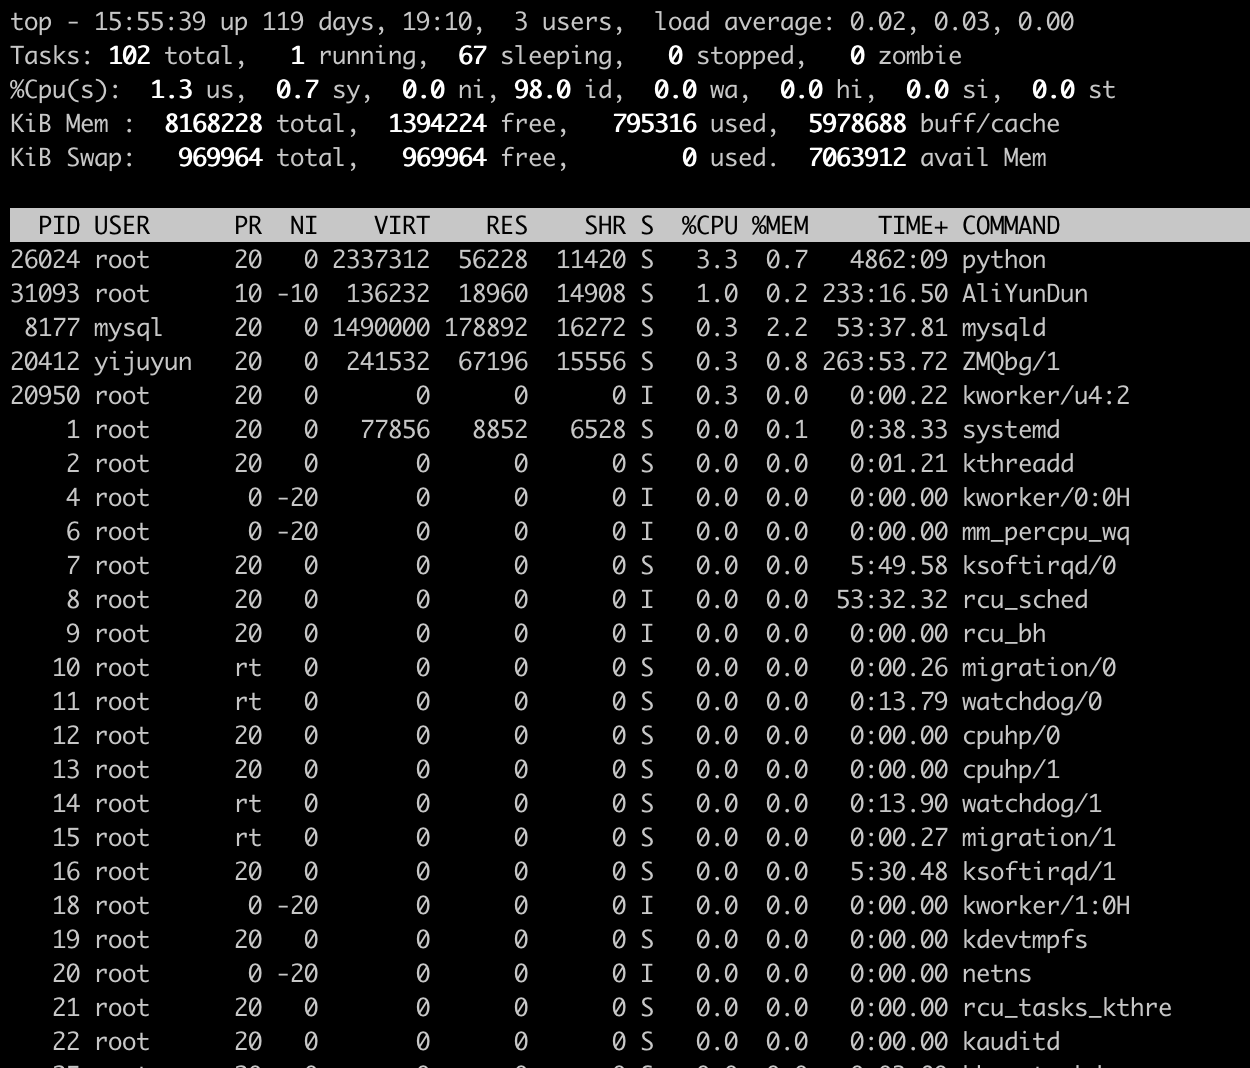 top - 15:55:39 up 119 days, 19:10,  3 users,  load average: 0.02, 0.03, 0.00
Tasks: 102 total,   1 running,  67 sleeping,   0 stopped,   0 zombie
%Cpu(s):  1.3 us,  0.7 sy,  0.0 ni, 98.0 id,  0.0 wa,  0.0 hi,  0.0 si,  0.0 st
KiB Mem :  8168228 total,  1394224 free,   795316 used,  5978688 buff/cache
KiB Swap:   969964 total,   969964 free,        0 used.  7063912 avail Mem
  PID USER      PR  NI    VIRT    RES    SHR S  %CPU %MEM     TIME+ COMMAND
26024 root      20   0 2337312  56228  11420 S   3.3  0.7   4862:09 python
31093 root      10 -10  136232  18960  14908 S   1.0  0.2 233:16.50 AliYunDun
 8177 mysql     20   0 1490000 178892  16272 S   0.3  2.2  53:37.81 mysqld
20412 yijuyun   20   0  241532  67196  15556 S   0.3  0.8 263:53.72 ZMQbg/1
20950 root      20   0       0      0      0 I   0.3  0.0   0:00.22 kworker/u4:2
    1 root      20   0   77856   8852   6528 S   0.0  0.1   0:38.33 systemd
    2 root      20   0       0      0      0 S   0.0  0.0   0:01.21 kthreadd
    4 root       0 -20       0      0      0 I   0.0  0.0   0:00.00 kworker/0:0H
    6 root       0 -20       0      0      0 I   0.0  0.0   0:00.00 mm_percpu_wq
    7 root      20   0       0      0      0 S   0.0  0.0   5:49.58 ksoftirqd/0
    8 root      20   0       0      0      0 I   0.0  0.0  53:32.32 rcu_sched
    9 root      20   0       0      0      0 I   0.0  0.0   0:00.00 rcu_bh
   10 root      rt   0       0      0      0 S   0.0  0.0   0:00.26 migration/0
   11 root      rt   0       0      0      0 S   0.0  0.0   0:13.79 watchdog/0
   12 root      20   0       0      0      0 S   0.0  0.0   0:00.00 cpuhp/0
   13 root      20   0       0      0      0 S   0.0  0.0   0:00.00 cpuhp/1
   14 root      rt   0       0      0      0 S   0.0  0.0   0:13.90 watchdog/1
   15 root      rt   0       0      0      0 S   0.0  0.0   0:00.27 migration/1
   16 root      20   0       0      0      0 S   0.0  0.0   5:30.48 ksoftirqd/1
   18 root       0 -20       0      0      0 I   0.0  0.0   0:00.00 kworker/1:0H
   19 root      20   0       0      0      0 S   0.0  0.0   0:00.00 kdevtmpfs
   20 root       0 -20       0      0      0 I   0.0  0.0   0:00.00 netns
   21 root      20   0       0      0      0 S   0.0  0.0   0:00.00 rcu_tasks_kthre
   22 root      20   0       0      0      0 S   0.0  0.0   0:00.00 kauditd